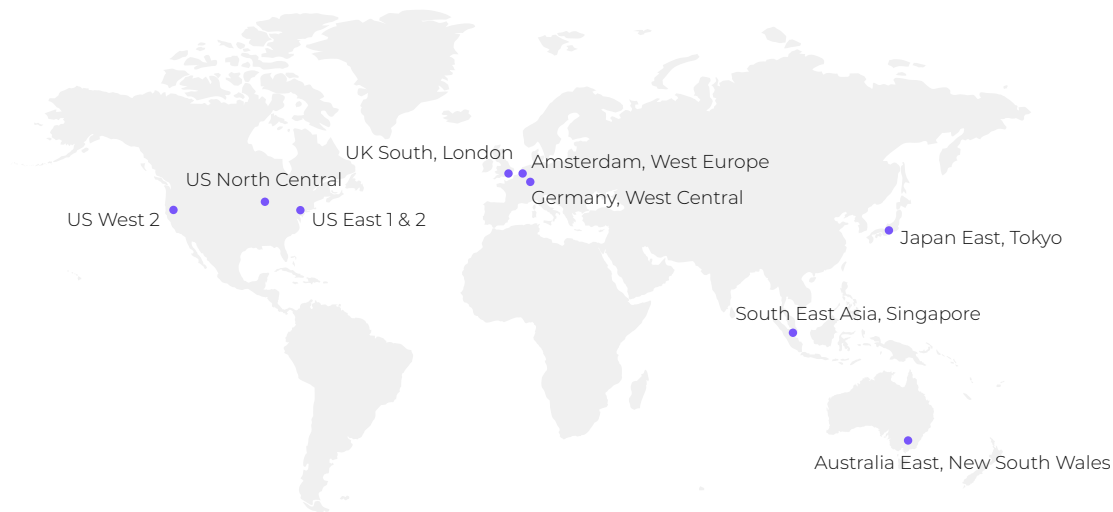 UK South, London
Amsterdam, West Europe
US North Central
Germany, West Central
US West 2
US East 1 & 2
Japan East, Tokyo
South East Asia, Singapore
Australia East, New South Wales